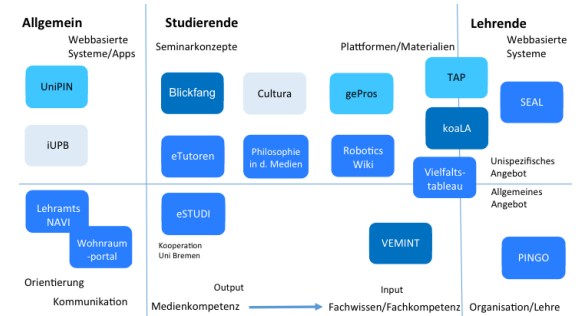 Allgemein
Studierende
Lehrende
Webbasierte
Systeme/Apps
Seminarkonzepte
Plattformen/Materialien
Webbasierte
Systeme
UniPIN
Blickfang
Cultura
gePros
TAP
SEAL
iUPB
eTutoren
Philosophie
in d. Medien
Robotics
Wiki
koaLA
Vielfalts-
tableau
Unispezifisches
Angebot
Allgemeines
Angebot
Lehramts
NAVI
Wohnraum
-portal
eSTUDI
Kooperation
Uni Bremen
VEMINT
PINGO
Orientierung
Kommunikation
Output
Input
Medienkompetenz
Fachwissen/Fachkompetenz
Organisation/Lehre